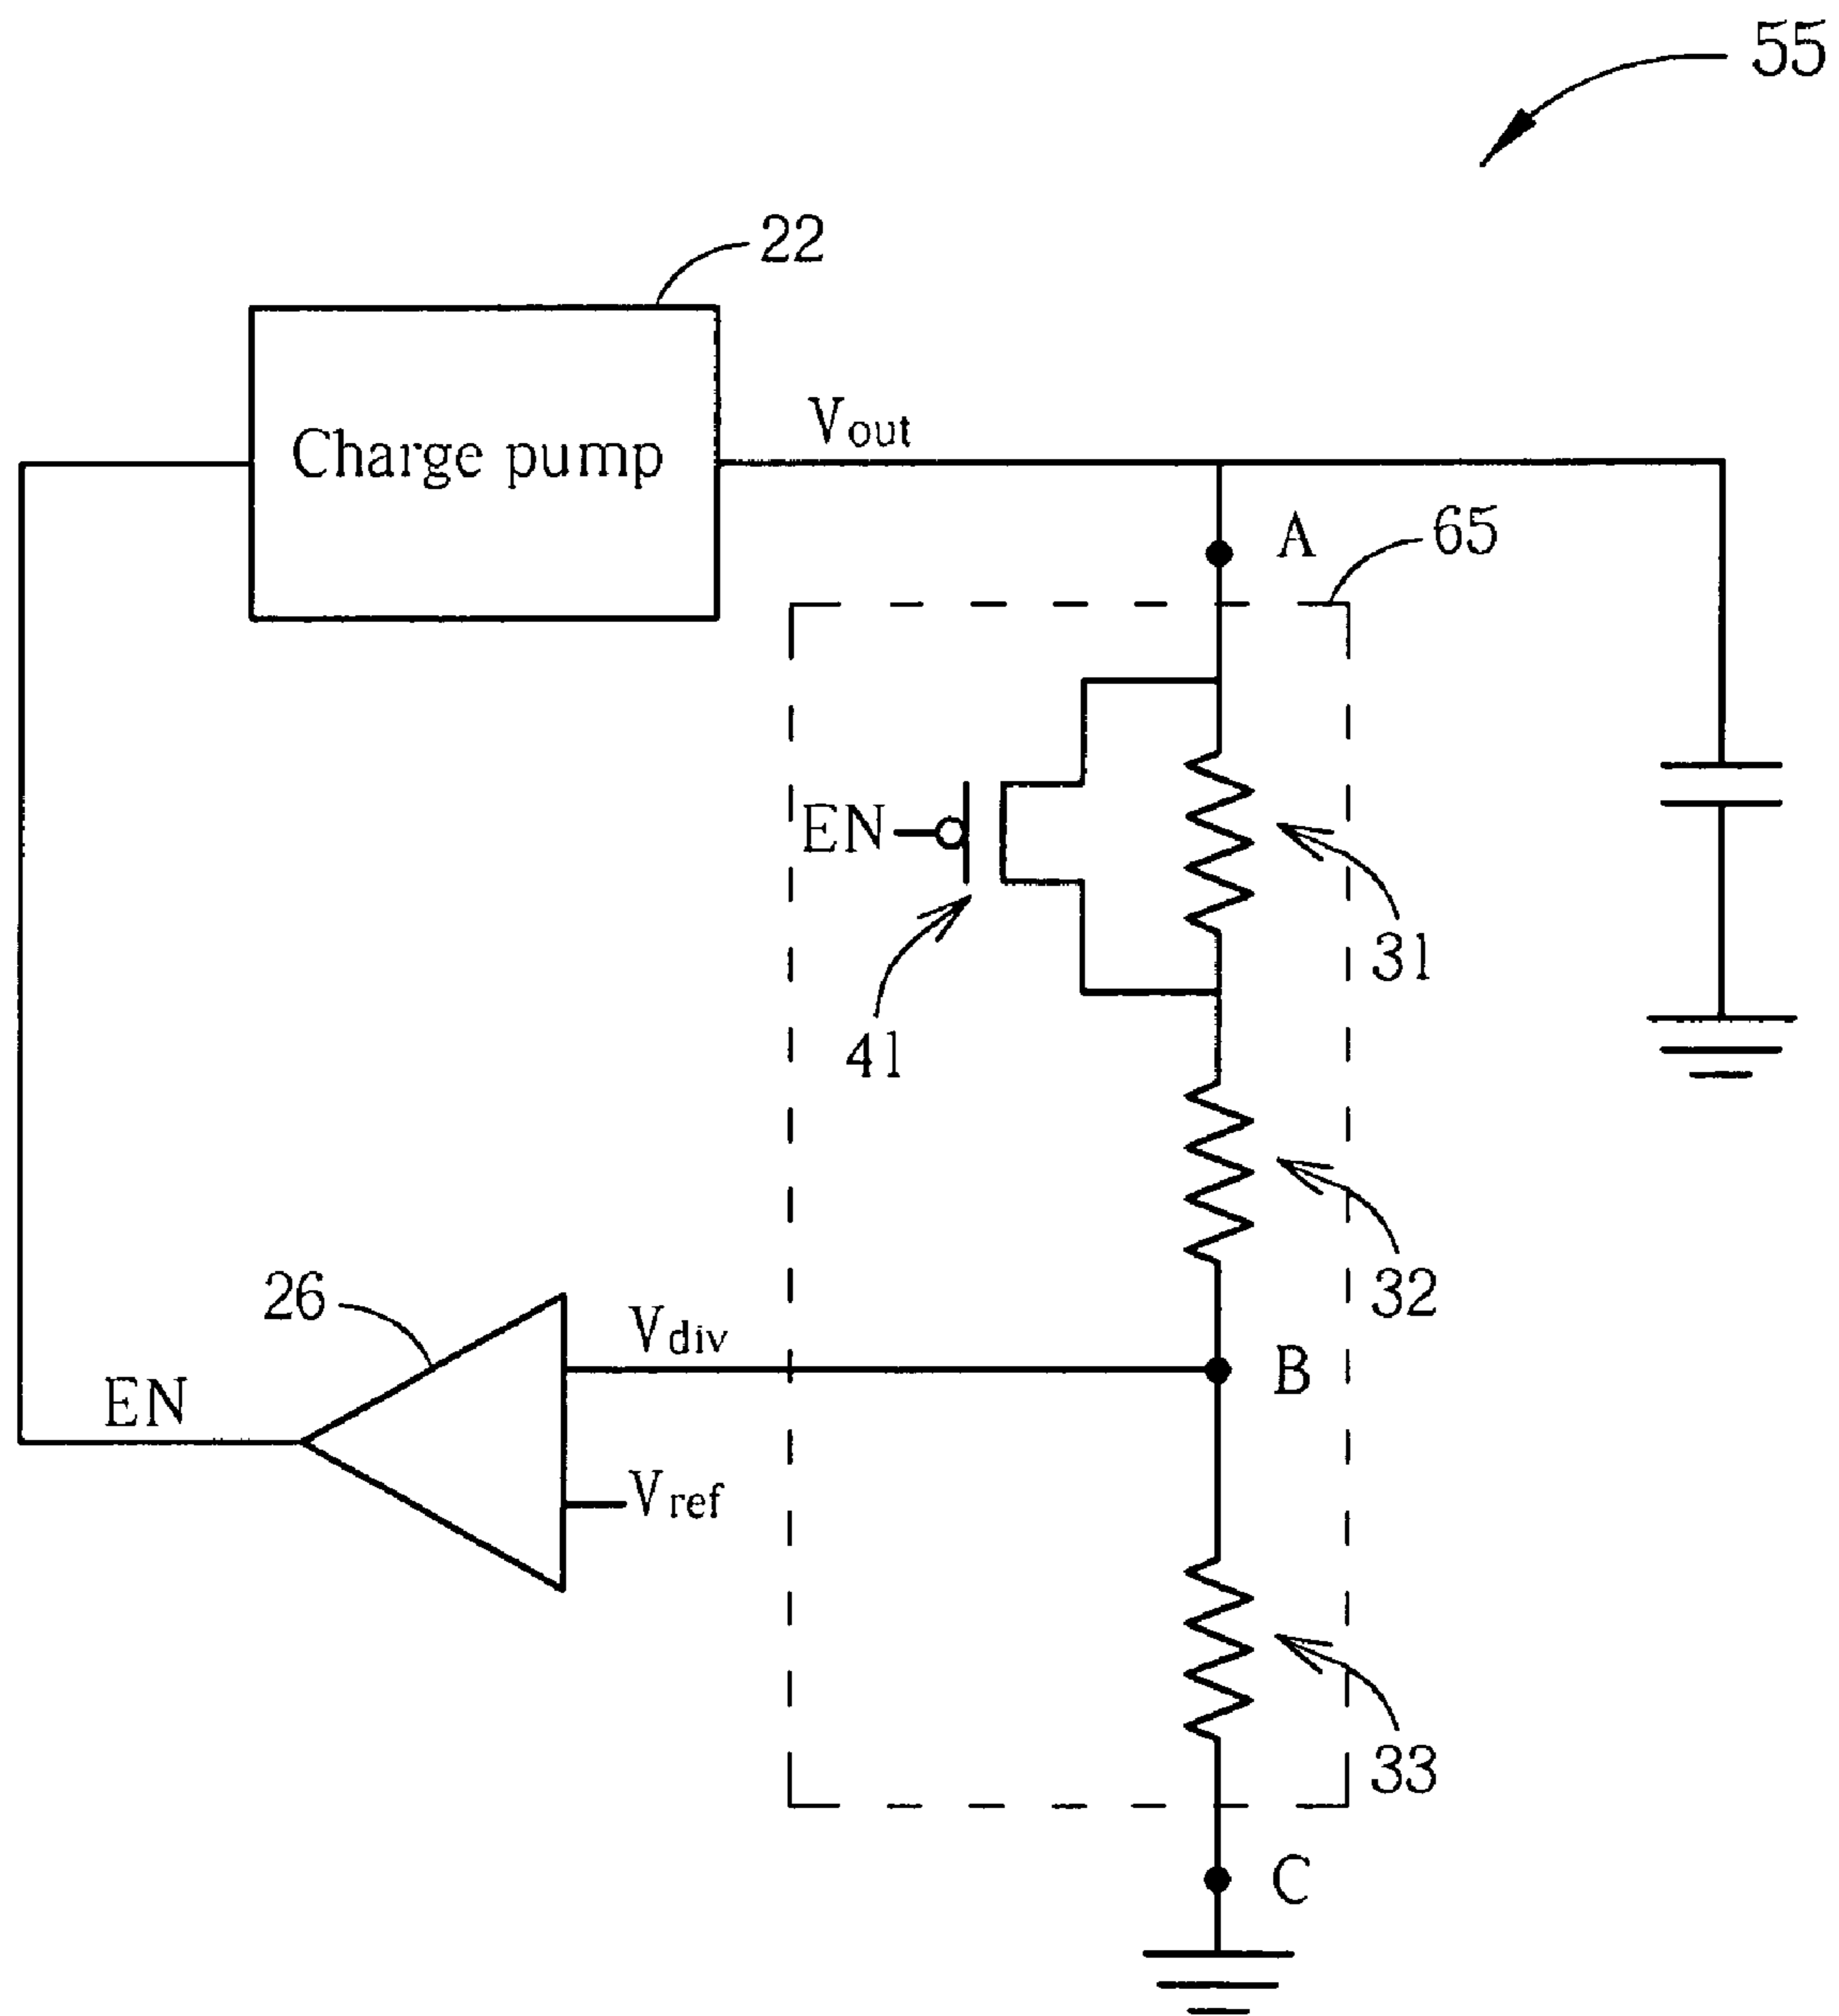 55
22
Charge pump
Vout
A
65
EN
31
41
32
26
Vdiv
B
EN
Vref
33
C